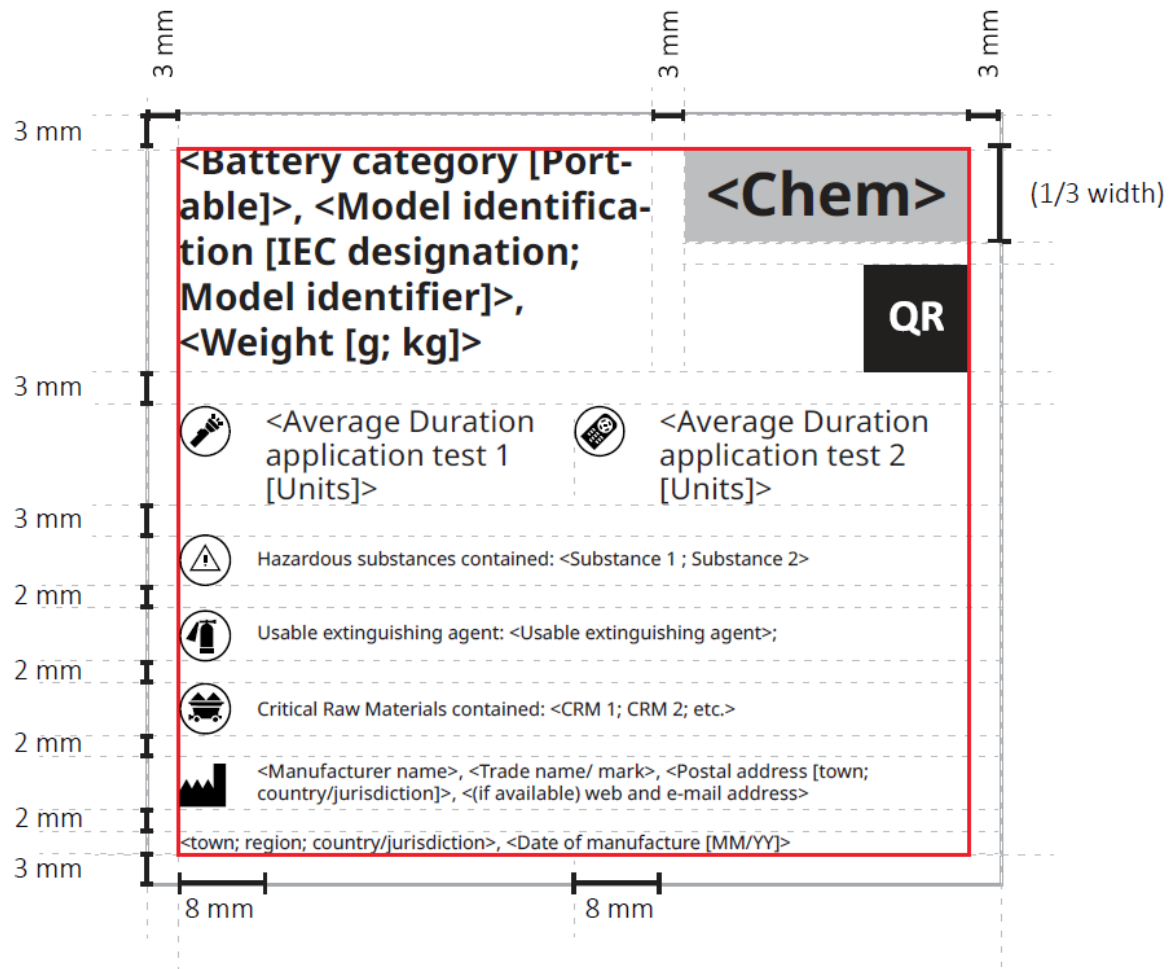 3 mm
3 mm
3 mm
3 mm
<Battery category [Port-
able]>, <Model identifica-
tion [IEC designation;
Model identifier]>,
<Weight [g; kg]>
<Chem>
(1/3 width)
QR
3 mm
<Average Duration
application test 1
[Units]>
<Average Duration
application test 2
[Units]>
3 mm
Hazardous substances contained: <Substance 1 ; Substance 2>
2 mm
Usable extinguishing agent: <Usable extinguishing agent>;
2 mm
Critical Raw Materials contained: <CRM 1; CRM 2; etc.>
2 mm
<Manufacturer name>, <Trade name/ mark>, <Postal address [town;
country/jurisdiction]>, <(if available) web and e-mail address>
2 mm
<town; region; country/jurisdiction>, <Date of manufacture [MM/YY]>
3 mm
8 mm
8 mm